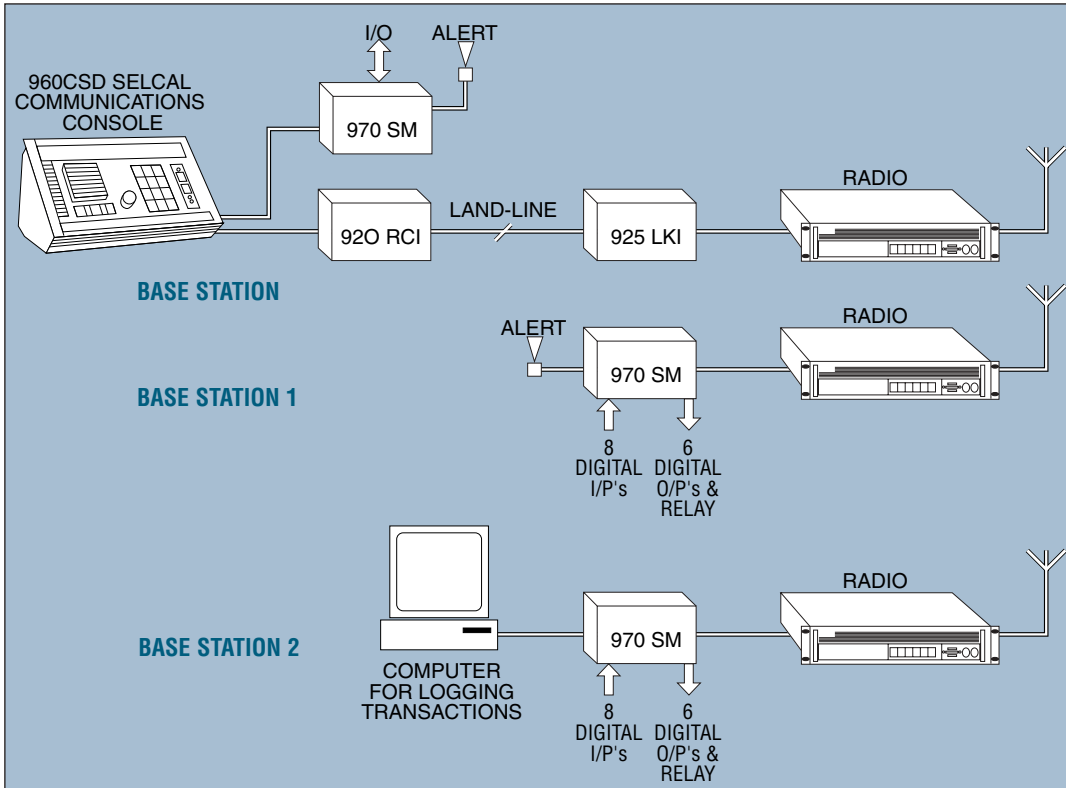 I/O
ALERT
960CSD SELCAL
COMMUNICATIONS
CONSOLE
970 SM
RADIO
LAND-LINE
92O RCI
925 LKI
BASE STATION
ALERT
RADIO
970 SM
BASE STATION 1
8
DIGITAL
I/P's
6
DIGITAL
O/P's &
RELAY
RADIO
970 SM
BASE STATION 2
COMPUTER
FOR LOGGING
TRANSACTIONS
8
DIGITAL
I/P's
6
DIGITAL
O/P's &
RELAY